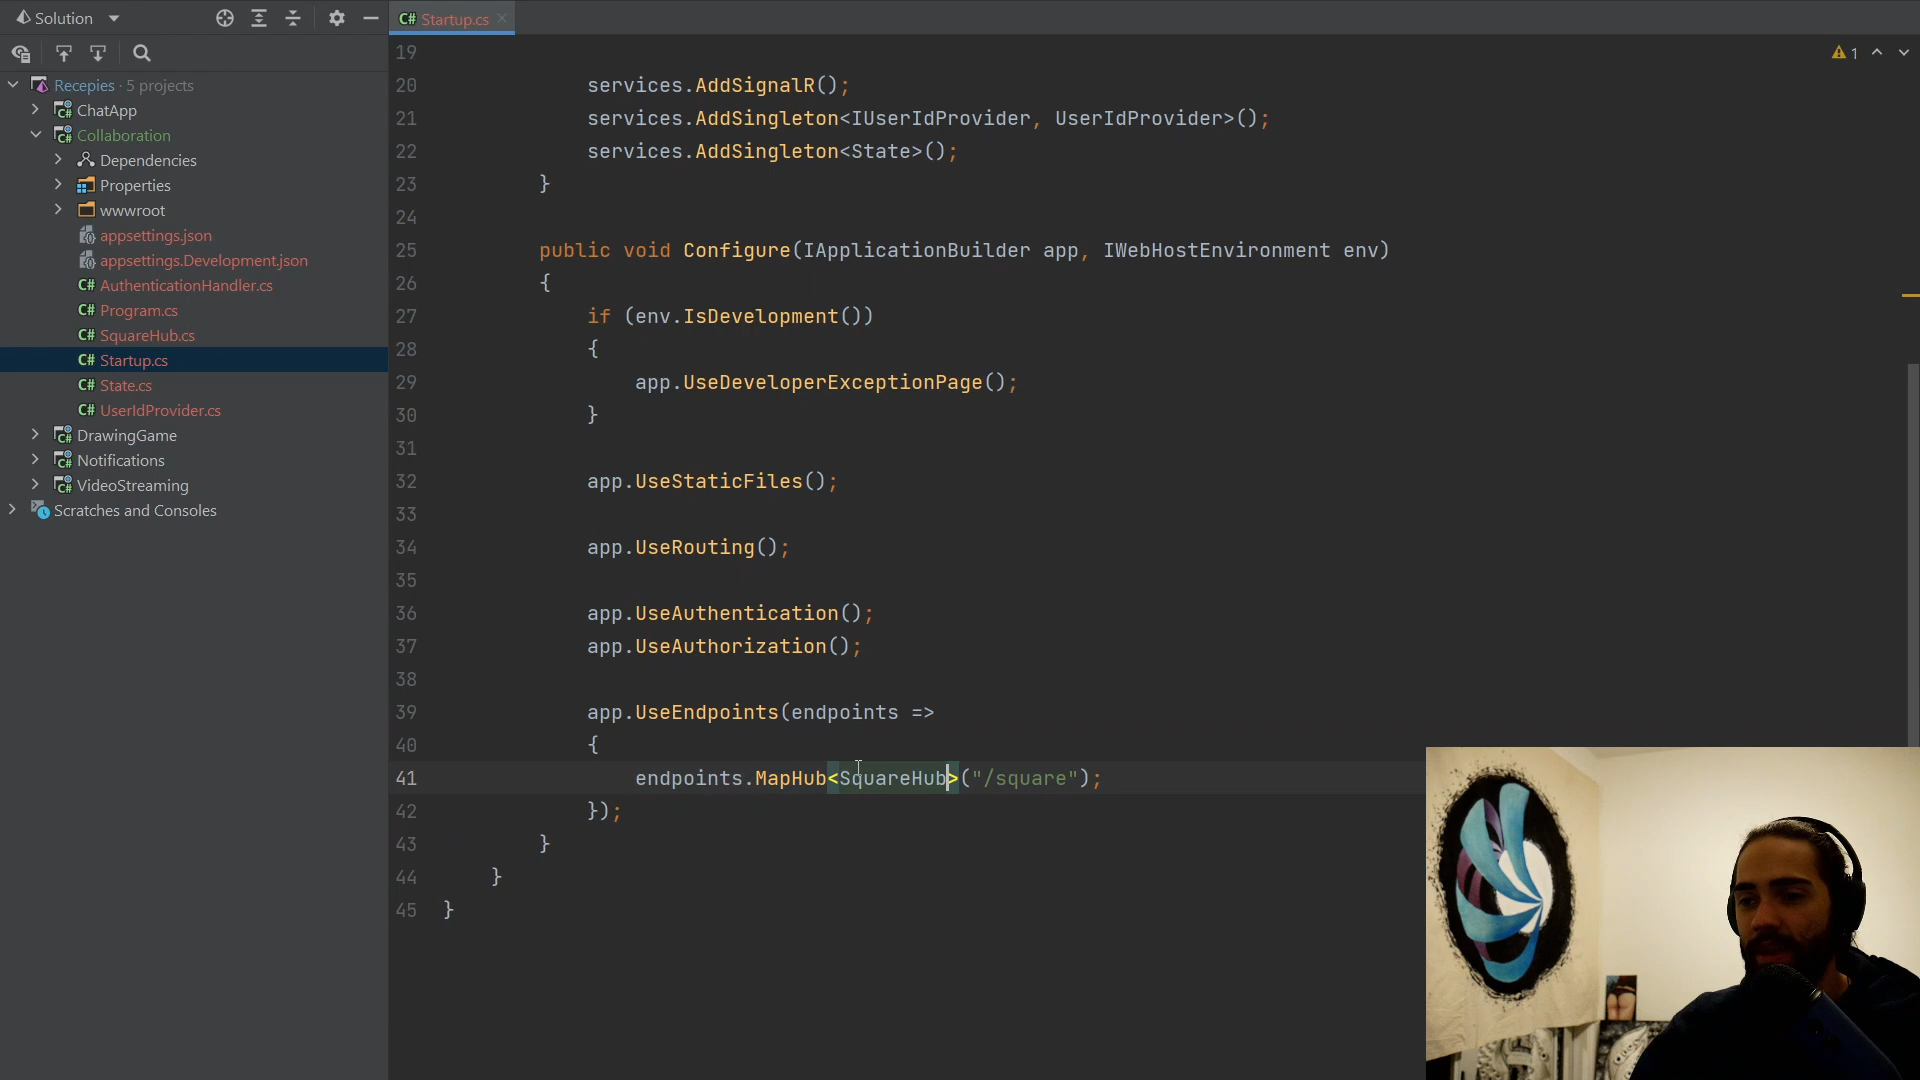 Solution
Recepies · 5 projects
ChatApp
Collaboration
Dependencies
Properties
wwwroot
appsettings.json
appsettings.Development.json
C# AuthenticationHandler.cs
C# Program.cs
C# SquareHub.cs
C# Startup.cs
C# State.cs
C# UserIdProvider.cs
DrawingGame
Notifications
VideoStreaming
Scratches and Consoles
C# Startup.cs
1
19
20 services.AddSignalR();
21 services.AddSingleton<IUserIdProvider, UserIdProvider>();
22 services.AddSingleton<State>();
23 }
24
25 public void Configure(IApplicationBuilder app, IWebHostEnvironment env)
26 {
27 if (env.IsDevelopment())
28 {
29 app.UseDeveloperExceptionPage();
30 }
31
32 app.UseStaticFiles();
33
34 app.UseRouting();
35
36 app.UseAuthentication();
37 app.UseAuthorization();
38
39 app.UseEndpoints(endpoints =>
40 {
41 endpoints.MapHub<SquareHub>("/square");
42 });
43 }
44 }
45 }